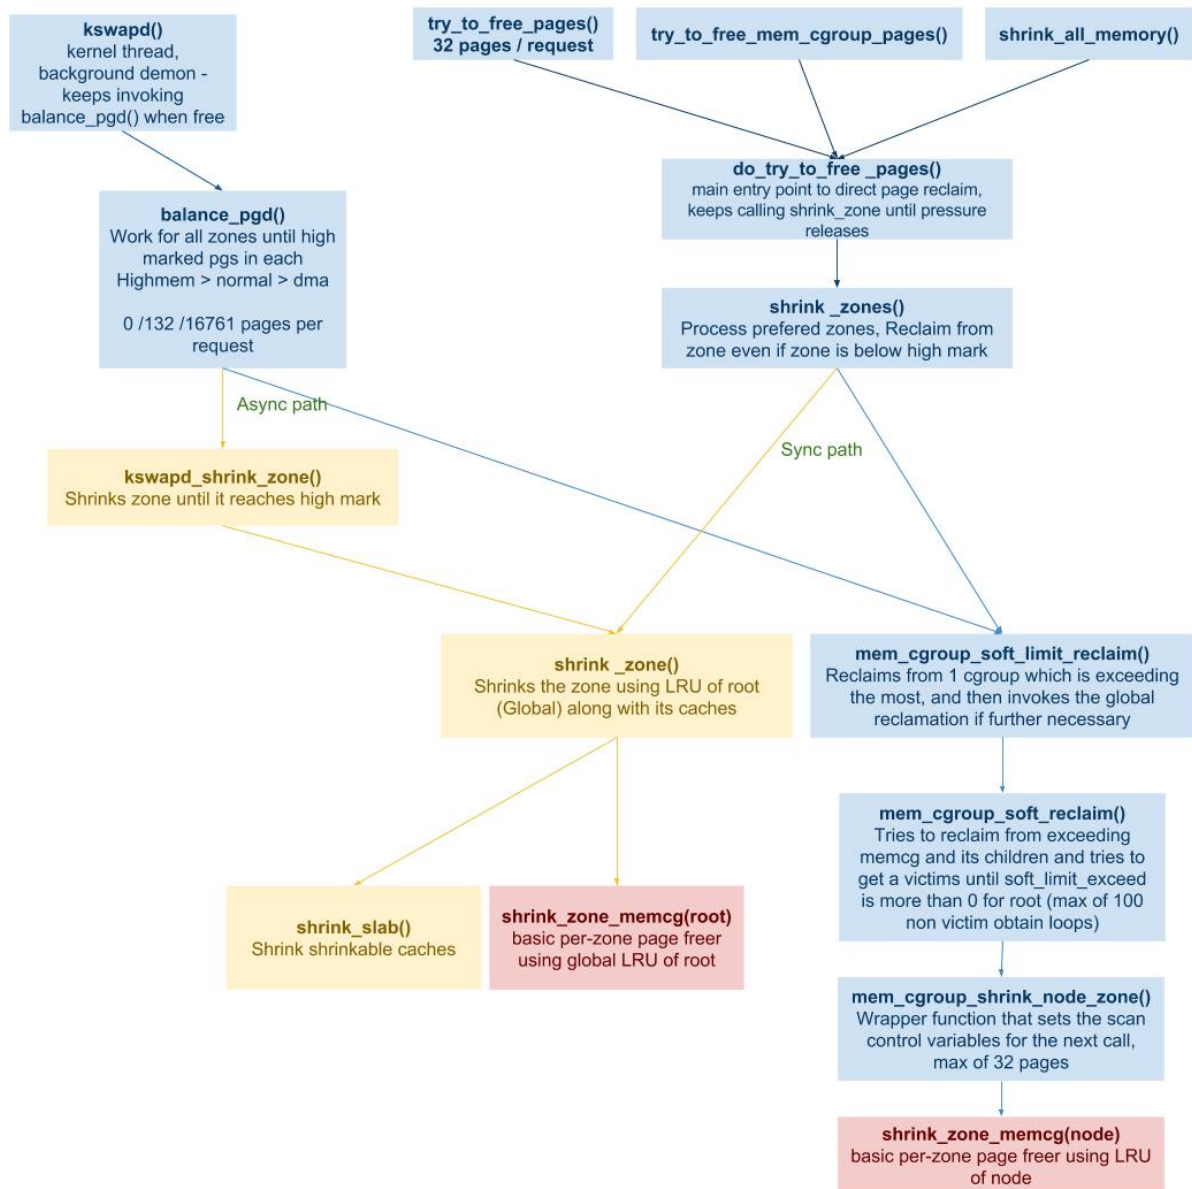 kswapd()
kernel thread,
background demon -
keeps invoking
balance_pgd() when free
try_to_free_pages()
32 pages / request
try_to_free_mem_cgroup_pages()
shrink_all_memory()
do_try_to_free _pages()
main entry point to direct page reclaim,
keeps calling shrink_zone until pressure
releases
balance_pgd()
Work for all zones until high
marked pgs in each
Highmem > normal > dma
0 /132 /16761 pages per
request
shrink _zones()
Process prefered zones, Reclaim from
zone even if zone is below high mark
Async path
Sync path
kswapd_shrink_zone()
Shrinks zone until it reaches high mark
shrink _zone()
Shrinks the zone using LRU of root
(Global) along with its caches
mem_cgroup_soft_limit_reclaim()
Reclaims from 1 cgroup which is exceeding
the most, and then invokes the global
reclamation if further necessary
mem_cgroup_soft_reclaim()
Tries to reclaim from exceeding
memcg and its children and tries to
get a victims until soft_limit_exceed
is more than 0 for root (max of 100
non victim obtain loops)
shrink_slab()
Shrink shrinkable caches
shrink_zone_memcg(root)
basic per-zone page freer
using global LRU of root
mem_cgroup_shrink_node_zone()
Wrapper function that sets the scan
control variables for the next call,
max of 32 pages
shrink_zone_memcg(node)
basic per-zone page freer using LRU
of node